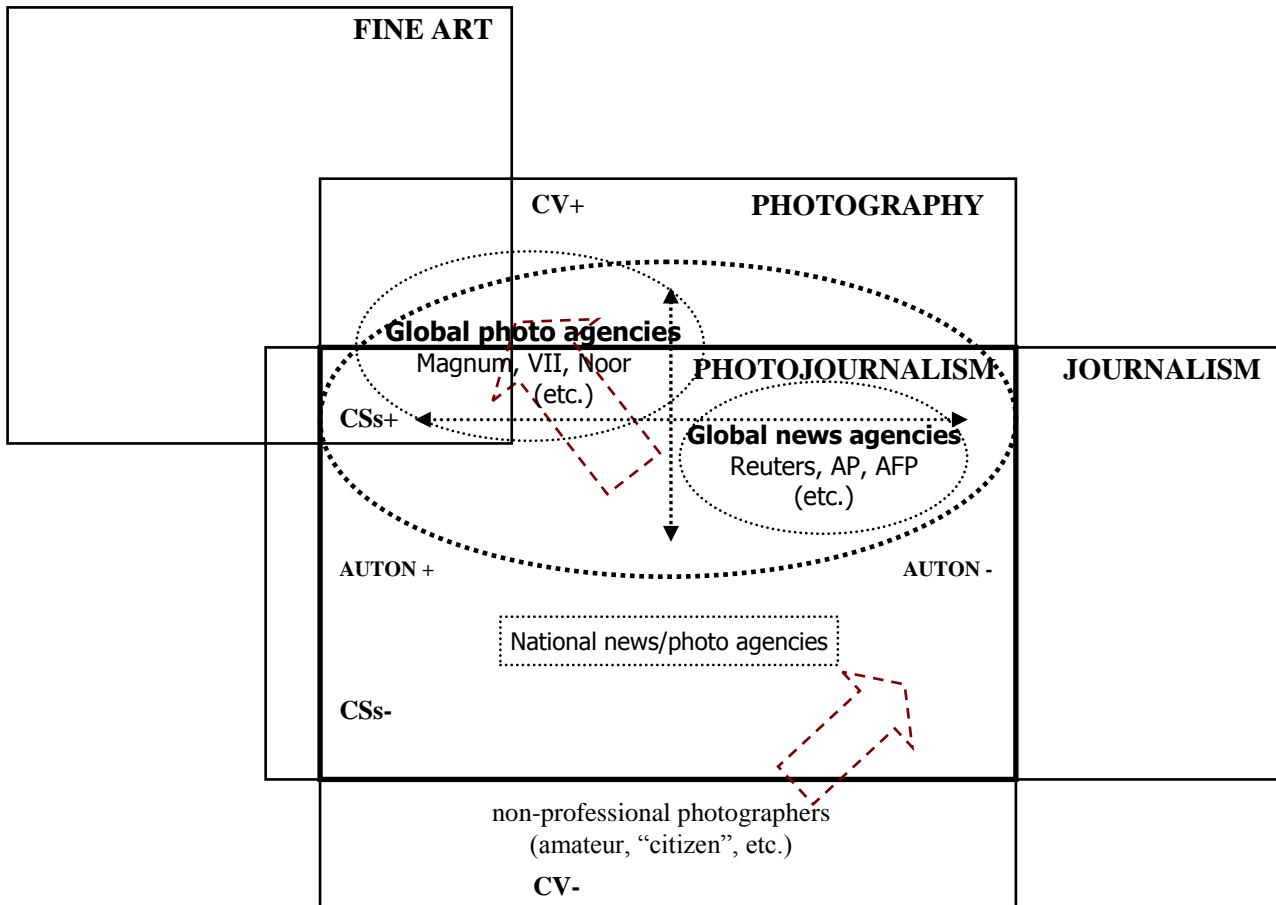 FINE ART
CV+
PHOTOGRAPHY
Global photo agencies
Magnum, VII, Noor
(etc.)
PHOTOJOURNALISM
JOURNALISM
CSs+
Global news agencies
Reuters, AP, AFP
(etc.)
AUTON +
AUTON -
National news/photo agencies
CSs-
non-professional photographers
(amateur, “citizen”, etc.)
CV-